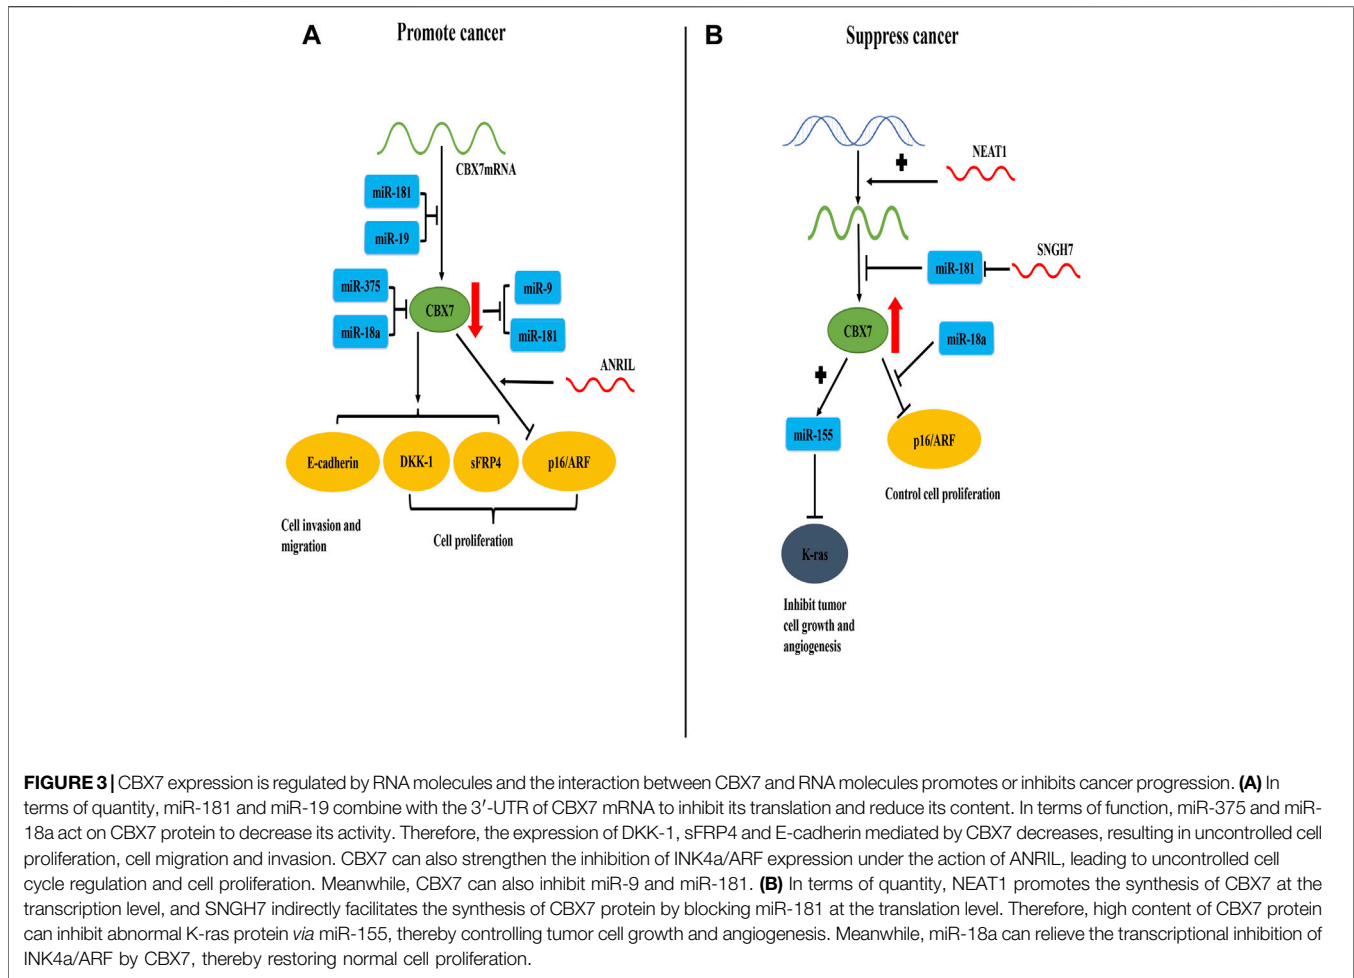 A
Promote cancer
CBX7mRNA
miR-181
miR-19
miR-375
miR-18a
CBX7
miR-9
miR-181
ANRIL
E-cadherin
DKK-1
sFRP4
p16/ARF
Cell invasion and
migration
Cell proliferation
B
Suppress cancer
NEAT1
SNGH7
miR-181
CBX7
miR-18a
miR-155
p16/ARF
Control cell proliferation
K-ras
Inhibit tumor
cell growth and
angiogenesis
FIGURE 3 | CBX7 expression is regulated by RNA molecules and the interaction between CBX7 and RNA molecules promotes or inhibits cancer progression. (A) In
terms of quantity, miR-181 and miR-19 combine with the 3′-UTR of CBX7 mRNA to inhibit its translation and reduce its content. In terms of function, miR-375 and miR-
18a act on CBX7 protein to decrease its activity. Therefore, the expression of DKK-1, sFRP4 and E-cadherin mediated by CBX7 decreases, resulting in uncontrolled cell
proliferation, cell migration and invasion. CBX7 can also strengthen the inhibition of INK4a/ARF expression under the action of ANRIL, leading to uncontrolled cell
cycle regulation and cell proliferation. Meanwhile, CBX7 can also inhibit miR-9 and miR-181. (B) In terms of quantity, NEAT1 promotes the synthesis of CBX7 at the
transcription level, and SNGH7 indirectly facilitates the synthesis of CBX7 protein by blocking miR-181 at the translation level. Therefore, high content of CBX7 protein
can inhibit abnormal K-ras protein via miR-155, thereby controlling tumor cell growth and angiogenesis. Meanwhile, miR-18a can relieve the transcriptional inhibition of
INK4a/ARF by CBX7, thereby restoring normal cell proliferation.